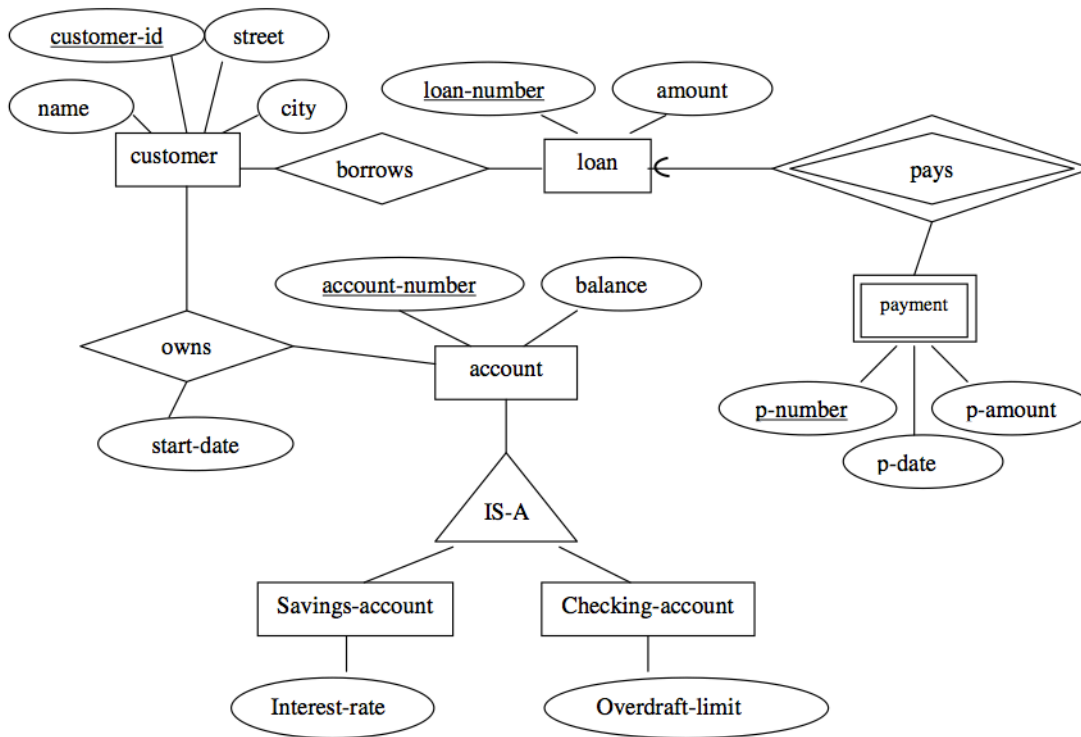 customer-id
street
name
city
customer
borrows
loan-number
amount
loan
pays
account-number
balance
payment
owns
account
p-number
p-amount
start-date
p-date
IS-A
Savings-account
Checking-account
Interest-rate
Overdraft-limit